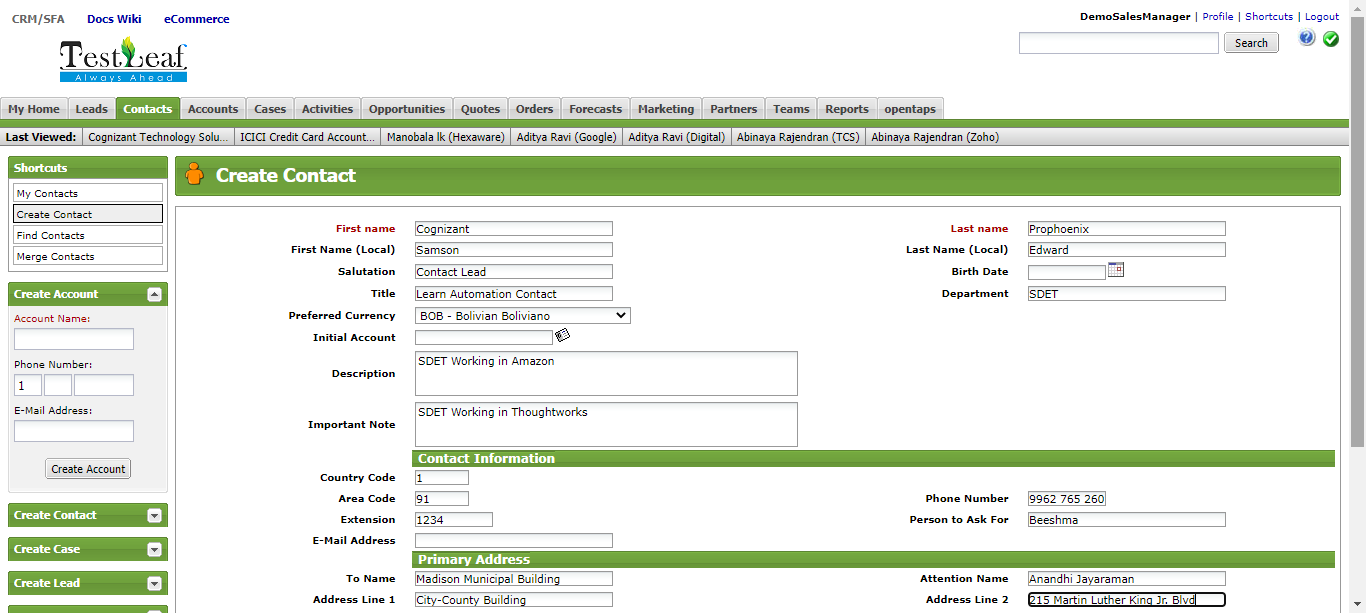 CRM/SFA Docs Wiki eCommerce
DemoSalesManager | Profile | Shortcuts | Logout
TestLeaf
Always Ahead
Search
My Home Leads Contacts Accounts Cases Activities Opportunities Quotes Orders Forecasts Marketing Partners Teams Reports opentaps
Last Viewed: Cognizant Technology Solu... ICICI Credit Card Account... Manobala lk (Hexaware) Aditya Ravi (Google) Aditya Ravi (Digital) Abinaya Rajendran (TCS) Abinaya Rajendran (Zoho)
Shortcuts
My Contacts
Create Contact
Find Contacts
Merge Contacts
Create Account
Account Name:
Phone Number:
1
E-Mail Address:
Create Account
Create Contact
Create Case
Create Lead
Create Contact
First name Cognizant Last name Prophoenix
First Name (Local) Samson Last Name (Local) Edward
Salutation Contact Lead Birth Date
Title Learn Automation Contact Department SDET
Preferred Currency BOB - Bolivian Boliviano
Initial Account
Description SDET Working in Amazon
Important Note SDET Working in Thoughtworks
Contact Information
Country Code 1
Area Code 91 Phone Number 9962 765 260
Extension 1234 Person to Ask For Beeshma
E-Mail Address
Primary Address
To Name Madison Municipal Building Attention Name Anandhi Jayaraman
Address Line 1 City-County Building Address Line 2 215 Martin Luther King Jr. Blvd